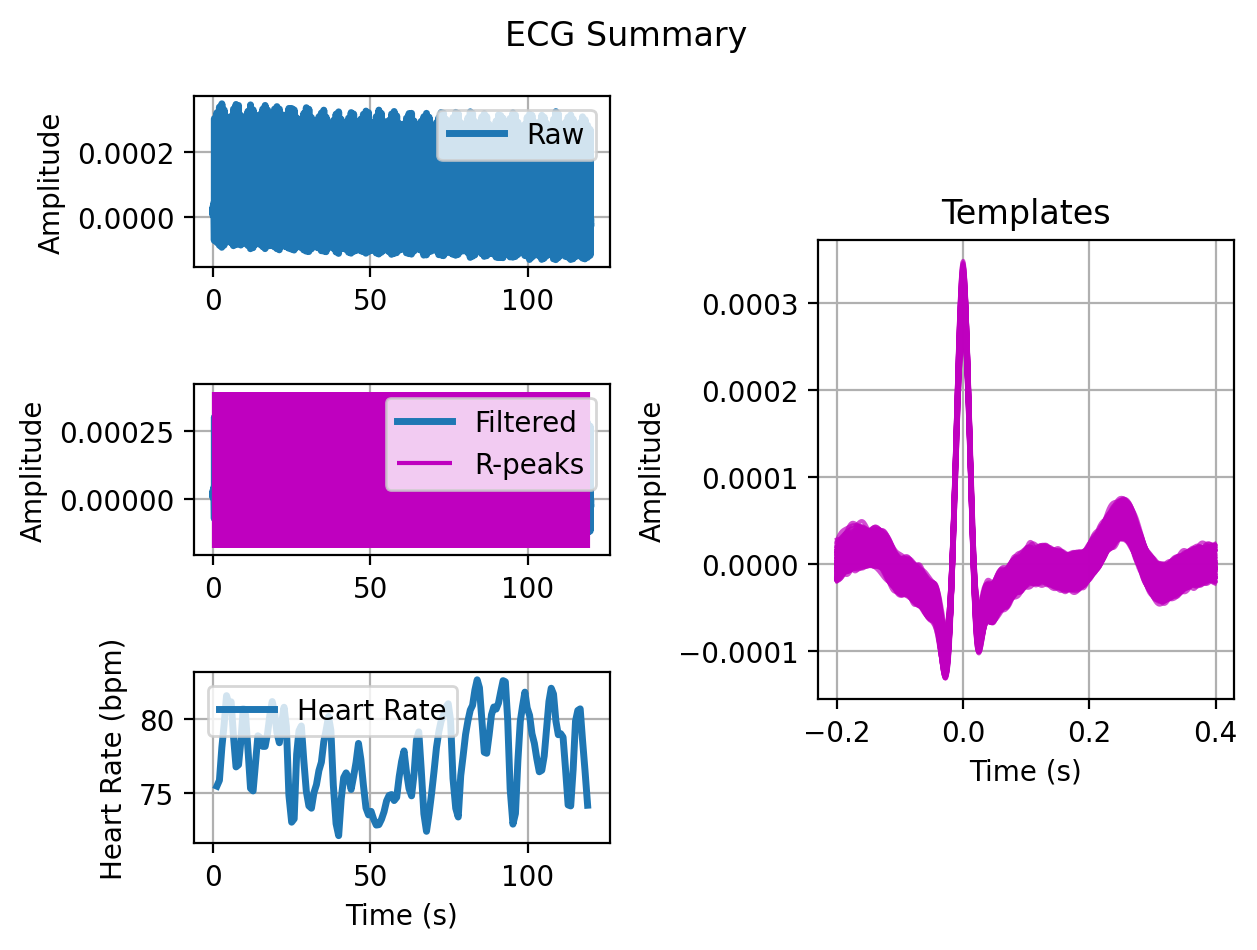 ECG Summary
Amplitude
0.0002
0.0000
Raw
0
50
100
Amplitude
0.00025
0.00000
Filtered
R-peaks
0
50
100
Heart Rate (bpm)
80
75
Heart Rate
0
50
100
Time (s)
Templates
Amplitude
0.0003
0.0002
0.0001
0.0000
−0.0001
−0.2
0.0
0.2
0.4
Time (s)